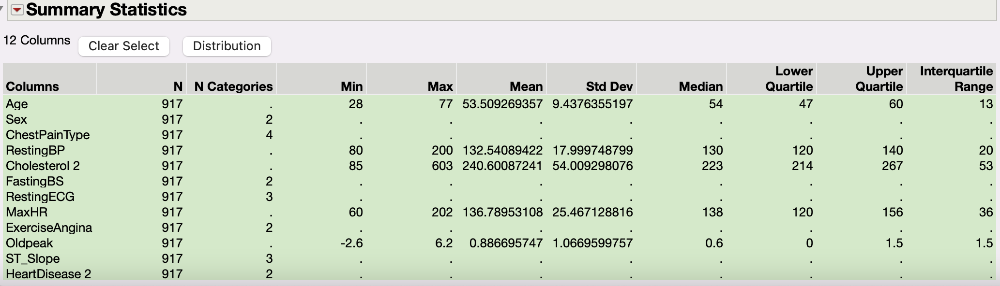 Summary Statistics
12 Columns Clear Select Distribution
Columns N N Categories Min Max Mean Std Dev Median Lower Quartile Upper Quartile Interquartile Range
Age 917 . 28 77 53.509269357 9.4376355197 54 47 60 13
Sex 917 2 . . . . . . . .
ChestPainType 917 4 . . . . . . . .
RestingBP 917 . 80 200 132.54089422 17.999748799 130 120 140 20
Cholesterol 2 917 . 85 603 240.60087241 54.009298076 223 214 267 53
FastingBS 917 2 . . . . . . . .
RestingECG 917 3 . . . . . . . .
MaxHR 917 . 60 202 136.78953108 25.467128816 138 120 156 36
ExerciseAngina 917 2 . . . . . . . .
Oldpeak 917 . -2.6 6.2 0.886695747 1.0669599757 0.6 0 1.5 1.5
ST_Slope 917 3 . . . . . . . .
HeartDisease 2 917 2 . . . . . . . .